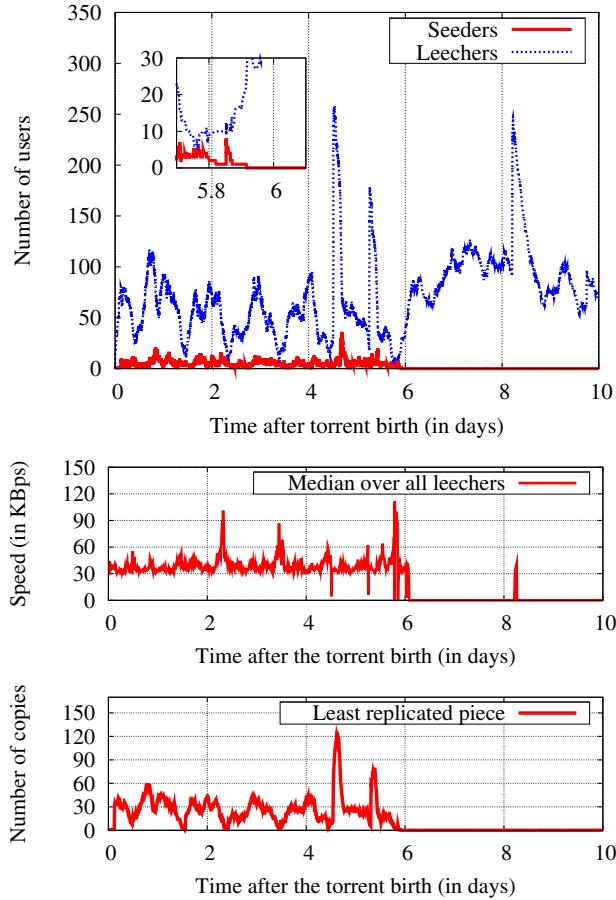 350
300
250
200
150
100
50
0
Number of users
Seeders
Leechers
30
20
10
0
5.8 6
0 2 4 6 8 10
Time after torrent birth (in days)
150
120
90
60
30
0
Speed (in KBps)
Median over all leechers
0 2 4 6 8 10
Time after the torrent birth (in days)
150
120
90
60
30
0
Number of copies
Least replicated piece
0 2 4 6 8 10
Time after the torrent birth (in days)